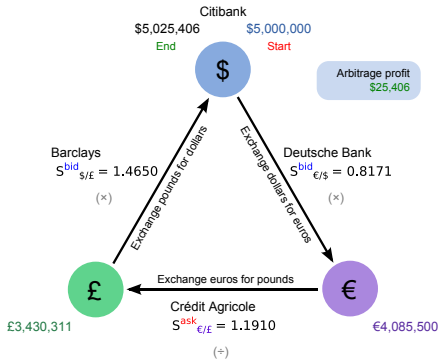 Citibank
$5,025,406 $5,000,000
End Start
$
Arbitrage profit
$25,406
Barclays
S^bid $/£ = 1.4650
(×)
Exchange pounds for dollars
Exchange dollars for euros
Deutsche Bank
S^bid €/$ = 0.8171
(×)
£
Exchange euros for pounds
€
Crédit Agricole
S^ask €/£ = 1.1910
(÷)
£3,430,311
€4,085,500